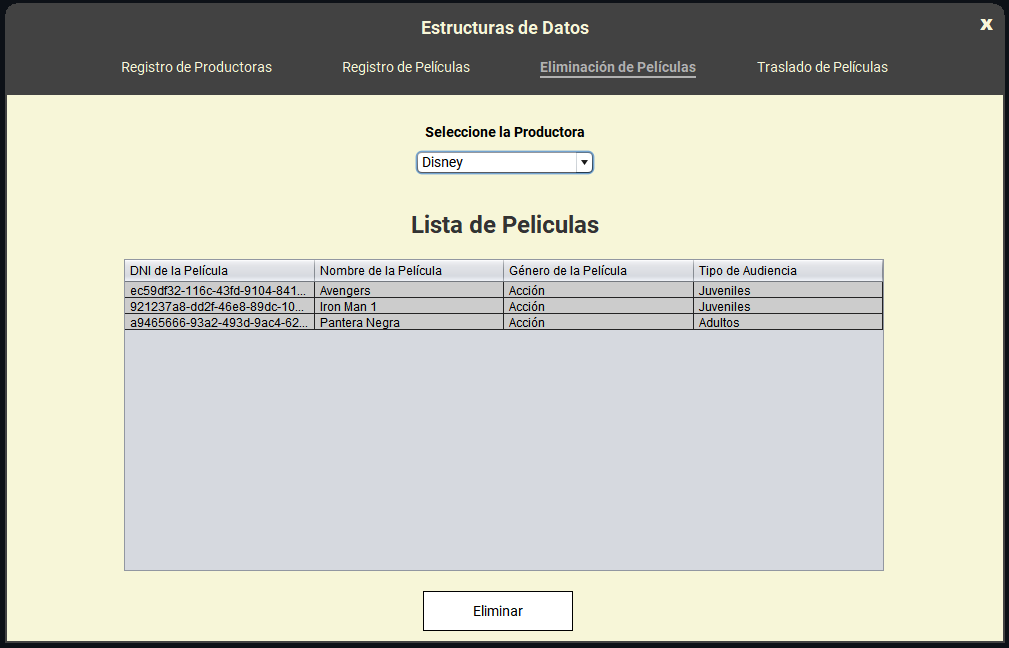 Estructuras de Datos
x
Registro de Productoras Registro de Películas Eliminación de Películas Traslado de Películas
Seleccione la Productora
Disney
Lista de Peliculas
DNI de la Película Nombre de la Película Género de la Película Tipo de Audiencia
ec59df32-116c-43fd-9104-841... Avengers Acción Juveniles
921237a8-dd2f-46e8-89dc-10... Iron Man 1 Acción Juveniles
a9465666-93a2-493d-9ac4-62... Pantera Negra Acción Adultos
Eliminar